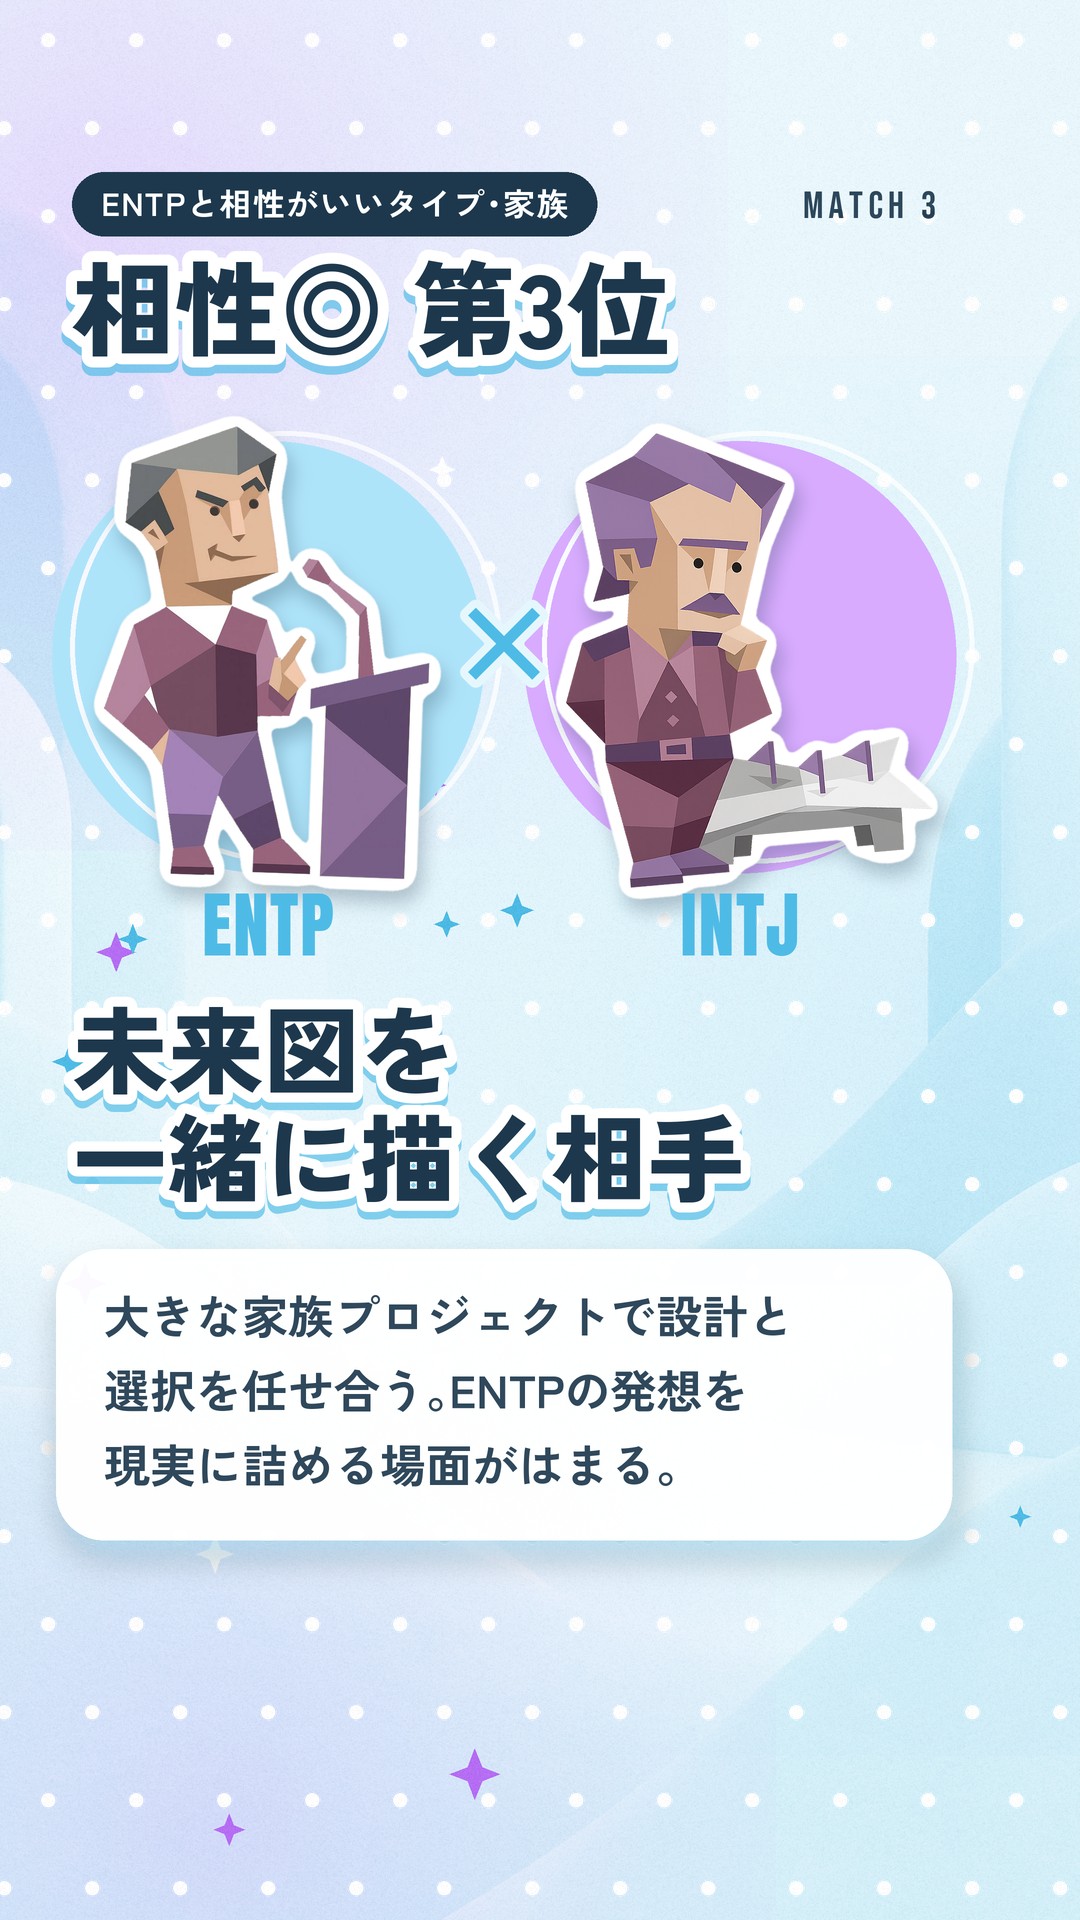 ENTPと相性がいいタイプ・家族
MATCH 3
相性◎ 第3位
×
ENTP
INTJ
未来図を
一緒に描く相手
大きな家族プロジェクトで設計と
選択を任せ合う。ENTPの発想を
現実に詰める場面がはまる。